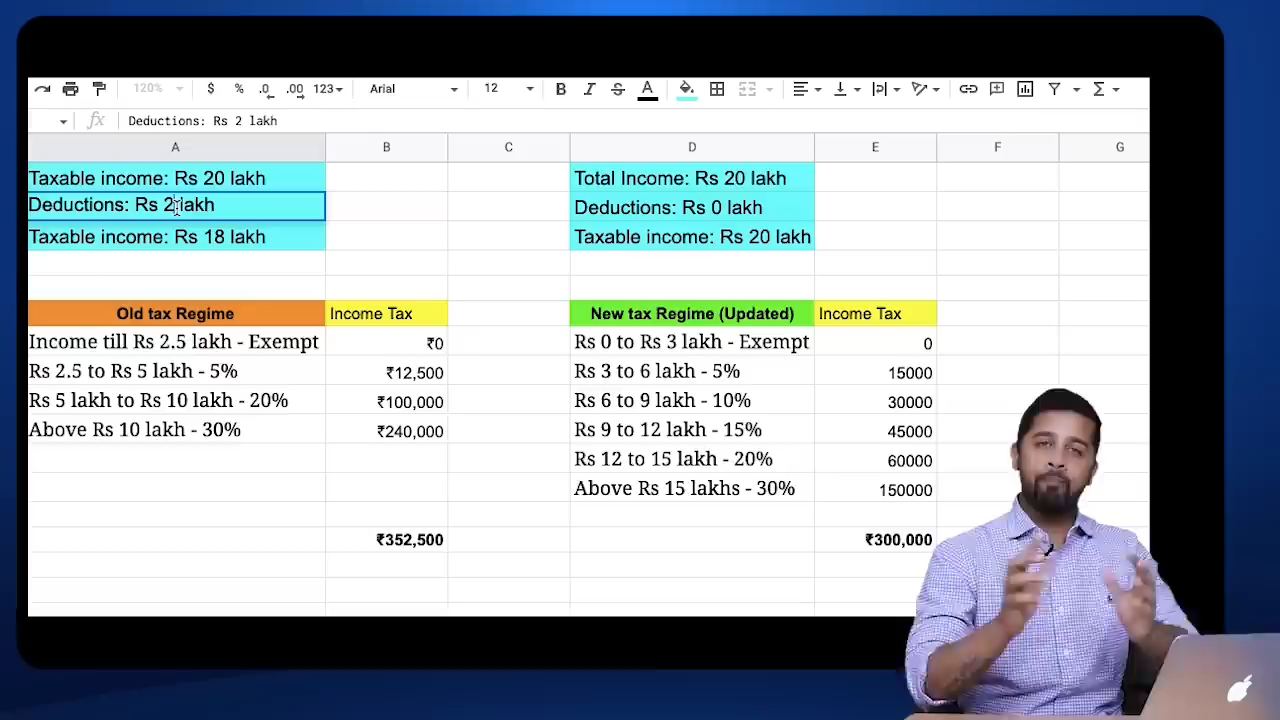 120%
$ % .0 .00 123
Arial
12
B I S A
fx Deductions: Rs 2 lakh
A B C D E F G
Taxable income: Rs 20 lakh
Total Income: Rs 20 lakh
Deductions: Rs 2 lakh
Deductions: Rs 0 lakh
Taxable income: Rs 18 lakh
Taxable income: Rs 20 lakh
Old tax Regime Income Tax
New tax Regime (Updated) Income Tax
Income till Rs 2.5 lakh - Exempt ₹0
Rs 0 to Rs 3 lakh - Exempt 0
Rs 2.5 to Rs 5 lakh - 5% ₹12,500
Rs 3 to 6 lakh - 5% 15000
Rs 5 lakh to Rs 10 lakh - 20% ₹100,000
Rs 6 to 9 lakh - 10% 30000
Above Rs 10 lakh - 30% ₹240,000
Rs 9 to 12 lakh - 15% 45000
Rs 12 to 15 lakh - 20% 60000
Above Rs 15 lakhs - 30% 150000
₹352,500
₹300,000